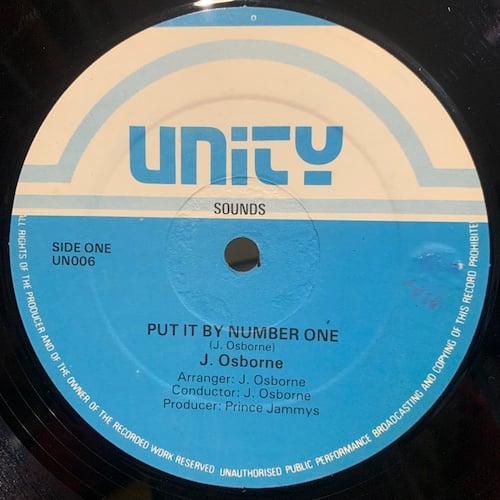 UNITY
SOUNDS
SIDE ONE
UN006
PUT IT BY NUMBER ONE
(J. Osborne)
J. Osborne
Arranger: J. Osborne
Conductor: J. Osborne
Producer: Prince Jammys
ALL RIGHTS OF THE PRODUCER AND OF THE OWNER OF THE RECORDED WORK RESERVED UNAUTHORISED PUBLIC PERFORMANCE BROADCASTING AND COPYING OF THIS RECORD PROHIBITE